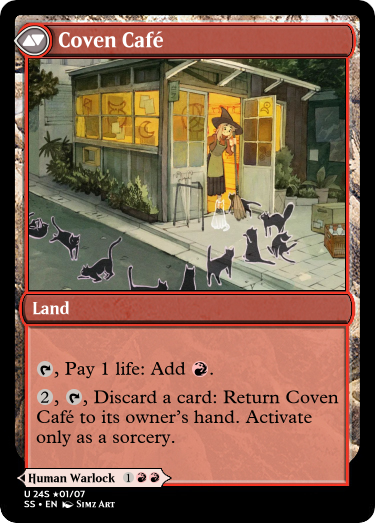 Coven Café
Land
, Pay 1 life: Add .
2, , Discard a card: Return Coven
Café to its owner's hand. Activate
only as a sorcery.
Human Warlock 1
U 245 ★01/07
SS • EN Simz Art